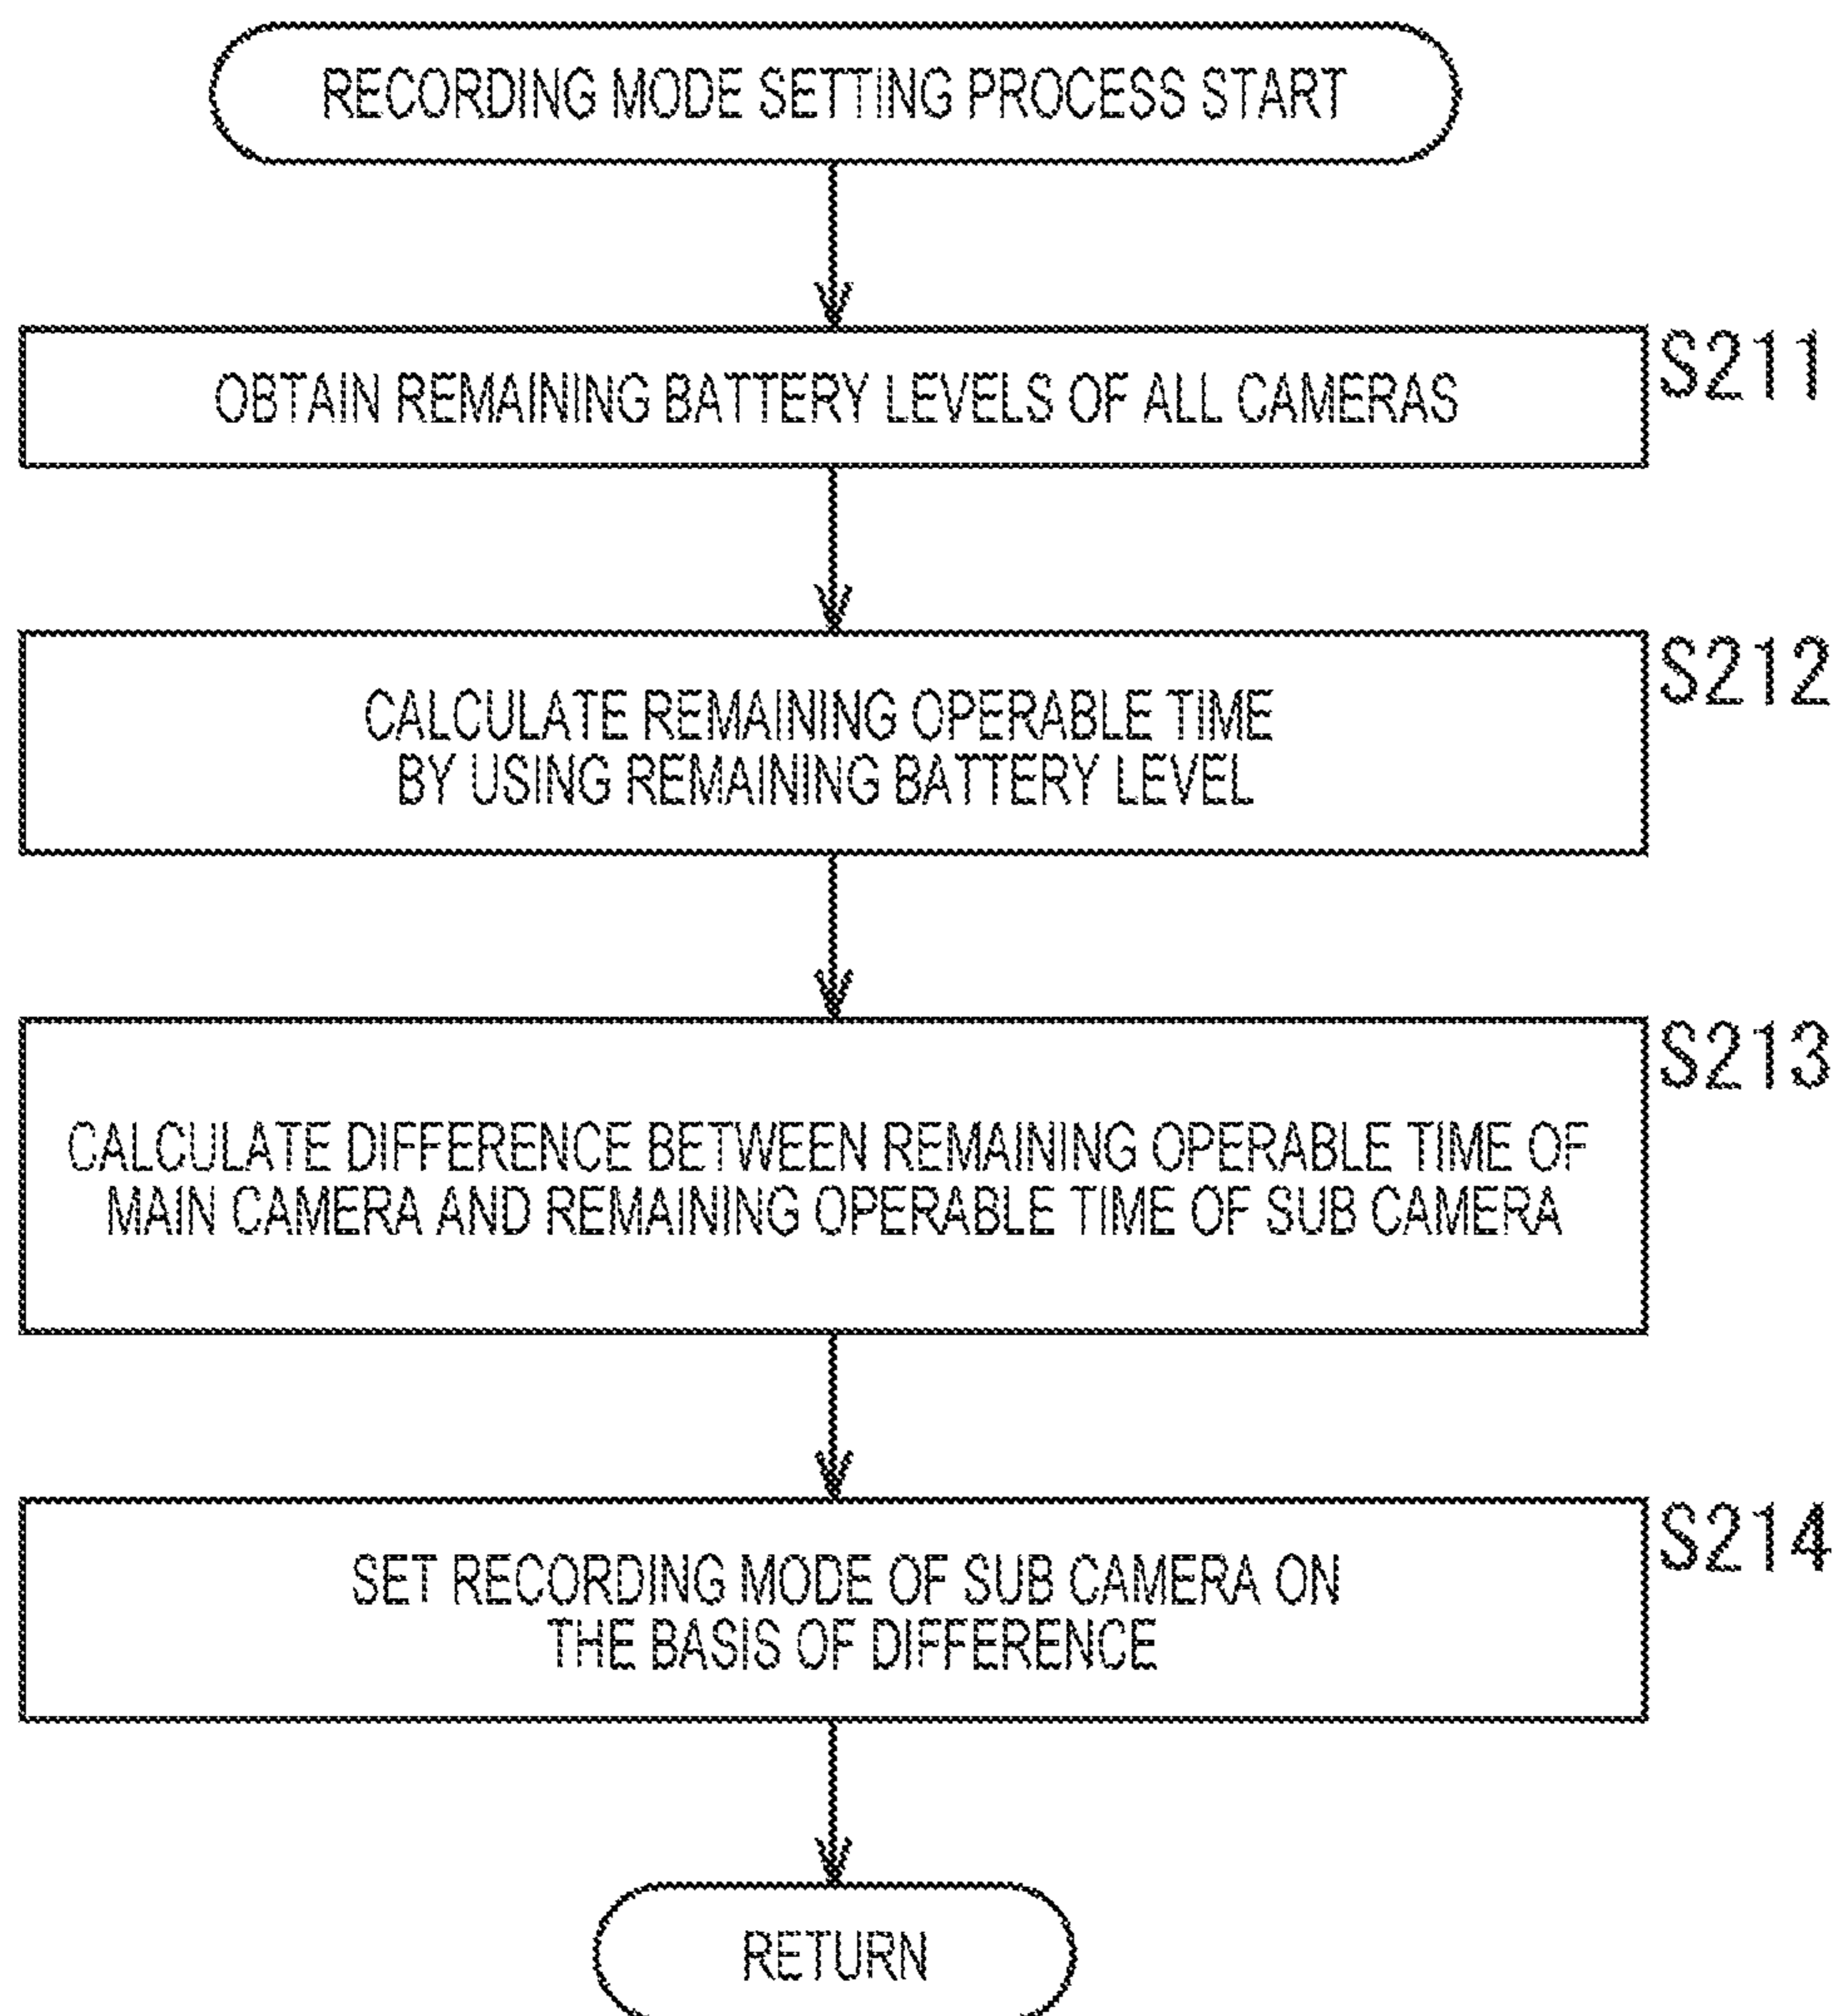 RECORDING MODE SETTING PROCESS START
OBTAIN REMAINING BATTERY LEVELS OF ALL CAMERAS
S211
CALCULATE REMAINING OPERABLE TIME
BY USING REMAINING BATTERY LEVEL
S212
CALCULATE DIFFERENCE BETWEEN REMAINING OPERABLE TIME OF
MAIN CAMERA AND REMAINING OPERABLE TIME OF SUB CAMERA
S213
SET RECORDING MODE OF SUB CAMERA ON
THE BASIS OF DIFFERENCE
S214
RETURN